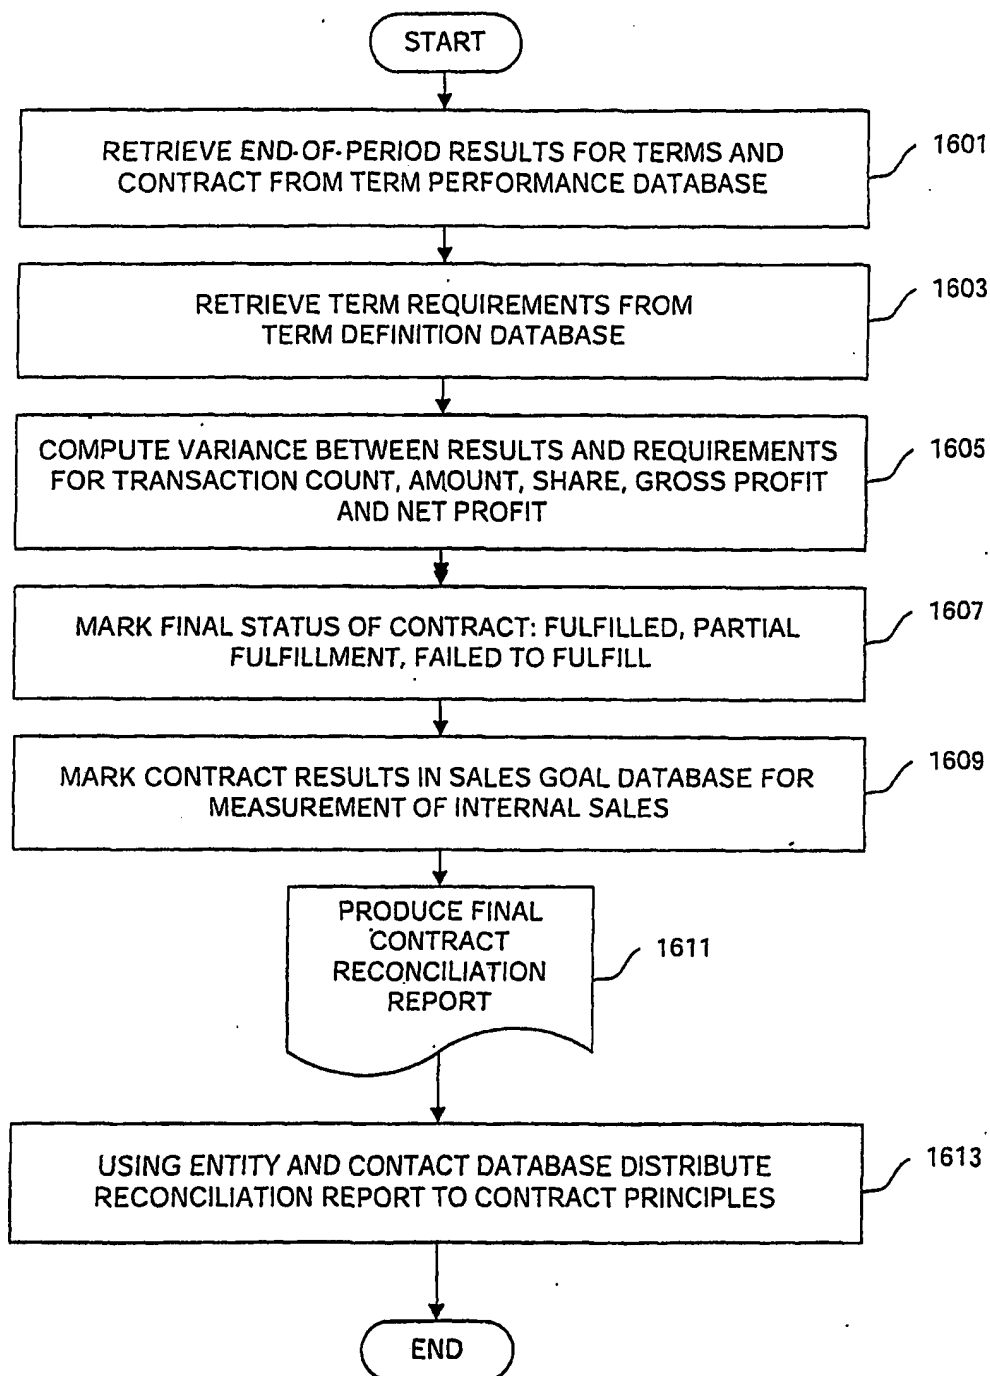 START
RETRIEVE END-OF-PERIOD RESULTS FOR TERMS AND
CONTRACT FROM TERM PERFORMANCE DATABASE
1601
RETRIEVE TERM REQUIREMENTS FROM
TERM DEFINITION DATABASE
1603
COMPUTE VARIANCE BETWEEN RESULTS AND REQUIREMENTS
FOR TRANSACTION COUNT, AMOUNT, SHARE, GROSS PROFIT
AND NET PROFIT
1605
MARK FINAL STATUS OF CONTRACT: FULFILLED, PARTIAL
FULFILLMENT, FAILED TO FULFILL
1607
MARK CONTRACT RESULTS IN SALES GOAL DATABASE FOR
MEASUREMENT OF INTERNAL SALES
1609
PRODUCE FINAL
CONTRACT
RECONCILIATION
REPORT
1611
USING ENTITY AND CONTACT DATABASE DISTRIBUTE
RECONCILIATION REPORT TO CONTRACT PRINCIPLES
1613
END